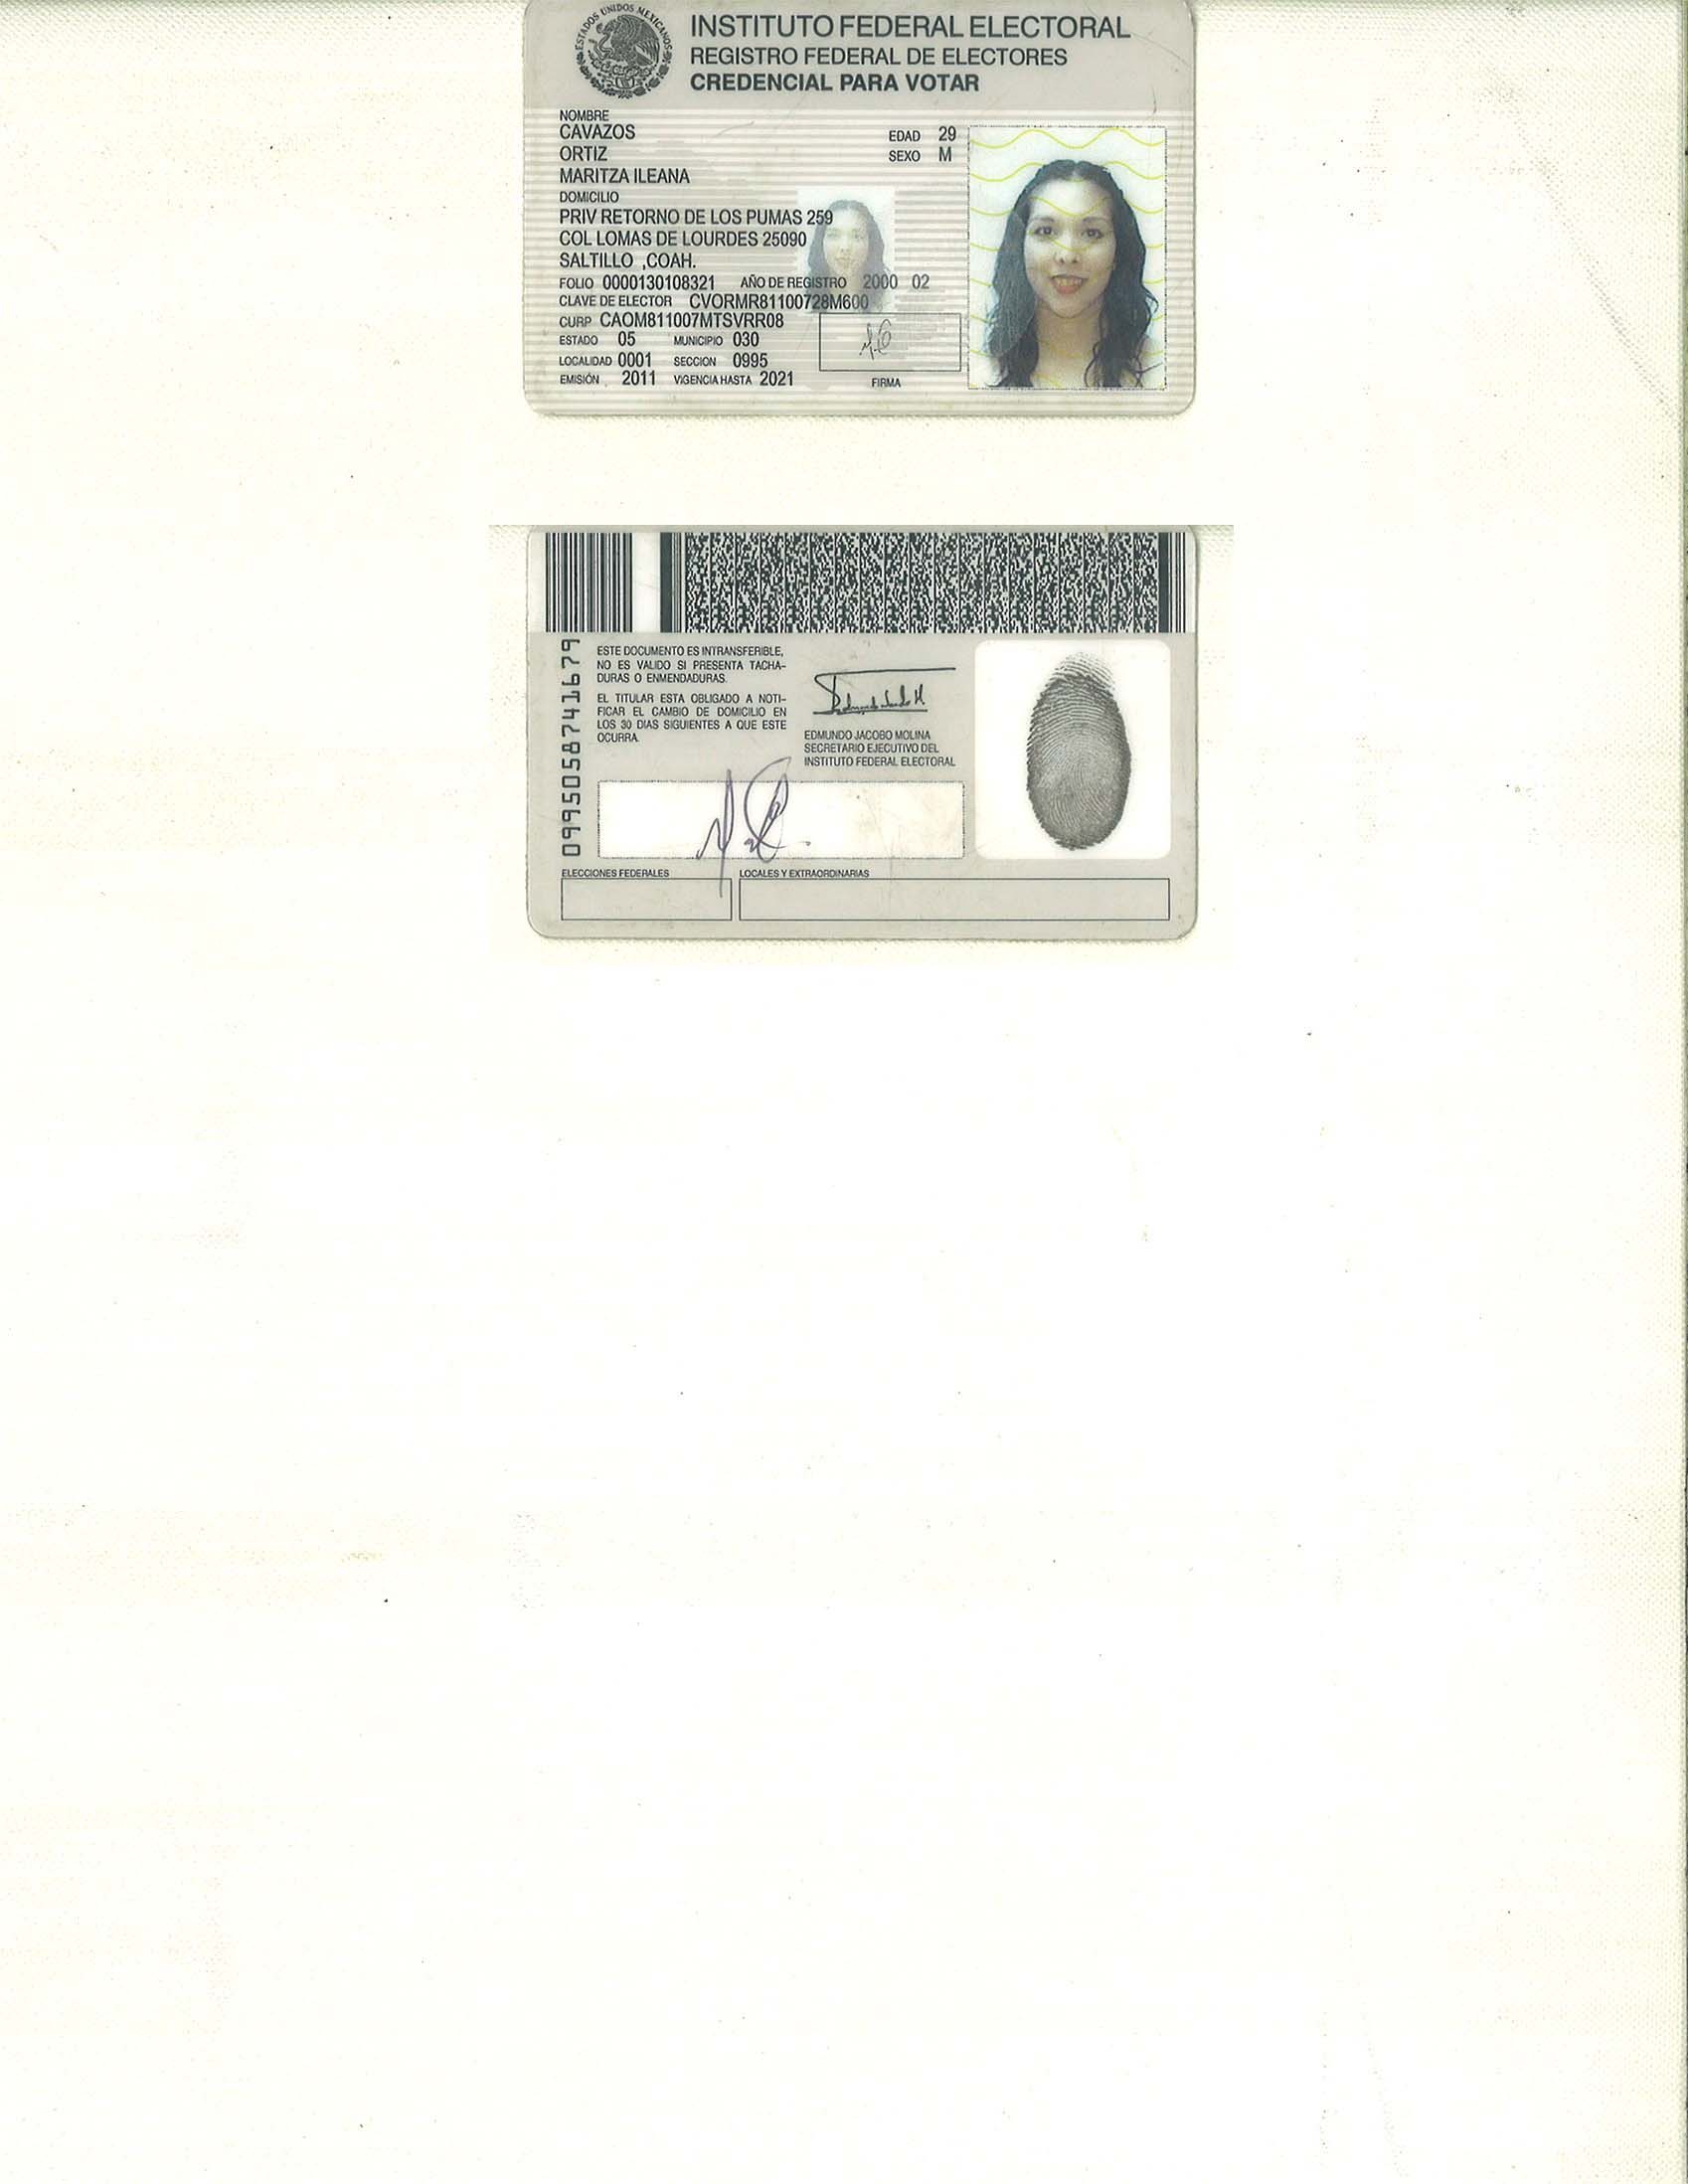 ESTADOS UNIDOS MEXICANOS
INSTITUTO FEDERAL ELECTORAL
REGISTRO FEDERAL DE ELECTORES
CREDENCIAL PARA VOTAR
NOMBRE
CAVAZOS
ORTIZ
MARITZA ILEANA
EDAD 29
SEXO M
DOMICILIO
PRIV RETORNO DE LOS PUMAS 259
COL LOMAS DE LOURDES 25090
SALTILLO ,COAH.
FOLIO 0000130108321 AÑO DE REGISTRO 2000 02
CLAVE DE ELECTOR CVORMR81100728M600
CURP CAOM811007MTSVRR08
ESTADO 05 MUNICIPIO 030
LOCALIDAD 0001 SECCION 0995
EMISIÓN 2011 VIGENCIA HASTA 2021
FIRMA
0995058741679
ESTE DOCUMENTO ES INTRANSFERIBLE,
NO ES VALIDO SI PRESENTA TACHA-
DURAS O ENMENDADURAS.
EL TITULAR ESTA OBLIGADO A NOTI-
FICAR EL CAMBIO DE DOMICILIO EN
LOS 30 DIAS SIGUIENTES A QUE ESTE
OCURRA.
EDMUNDO JACOBO MOLINA
SECRETARIO EJECUTIVO DEL
INSTITUTO FEDERAL ELECTORAL
ELECCIONES FEDERALES
LOCALES Y EXTRAORDINARIAS